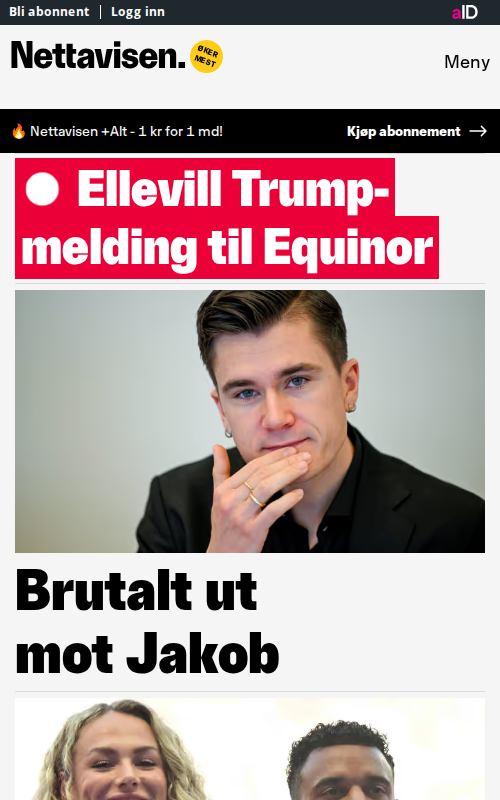 Bli abonnent
Logg inn
aID
Nettavisen.
ØKER
MEST
Meny
🔥 Nettavisen +Alt - 1 kr for 1 md!
Kjøp abonnement →
Ellevill Trump-
melding til Equinor
Brutalt ut
mot Jakob